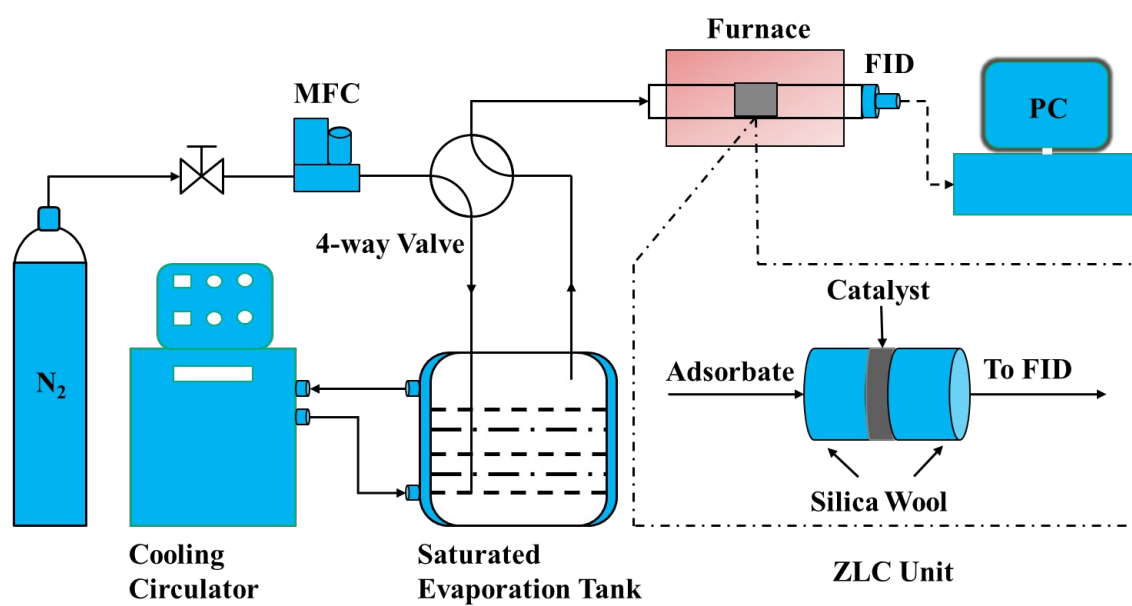 Furnace
FID
MFC
PC
4-way Valve
N₂
Catalyst
Adsorbate
To FID
Silica Wool
Cooling
Circulator
Saturated
Evaporation Tank
ZLC Unit